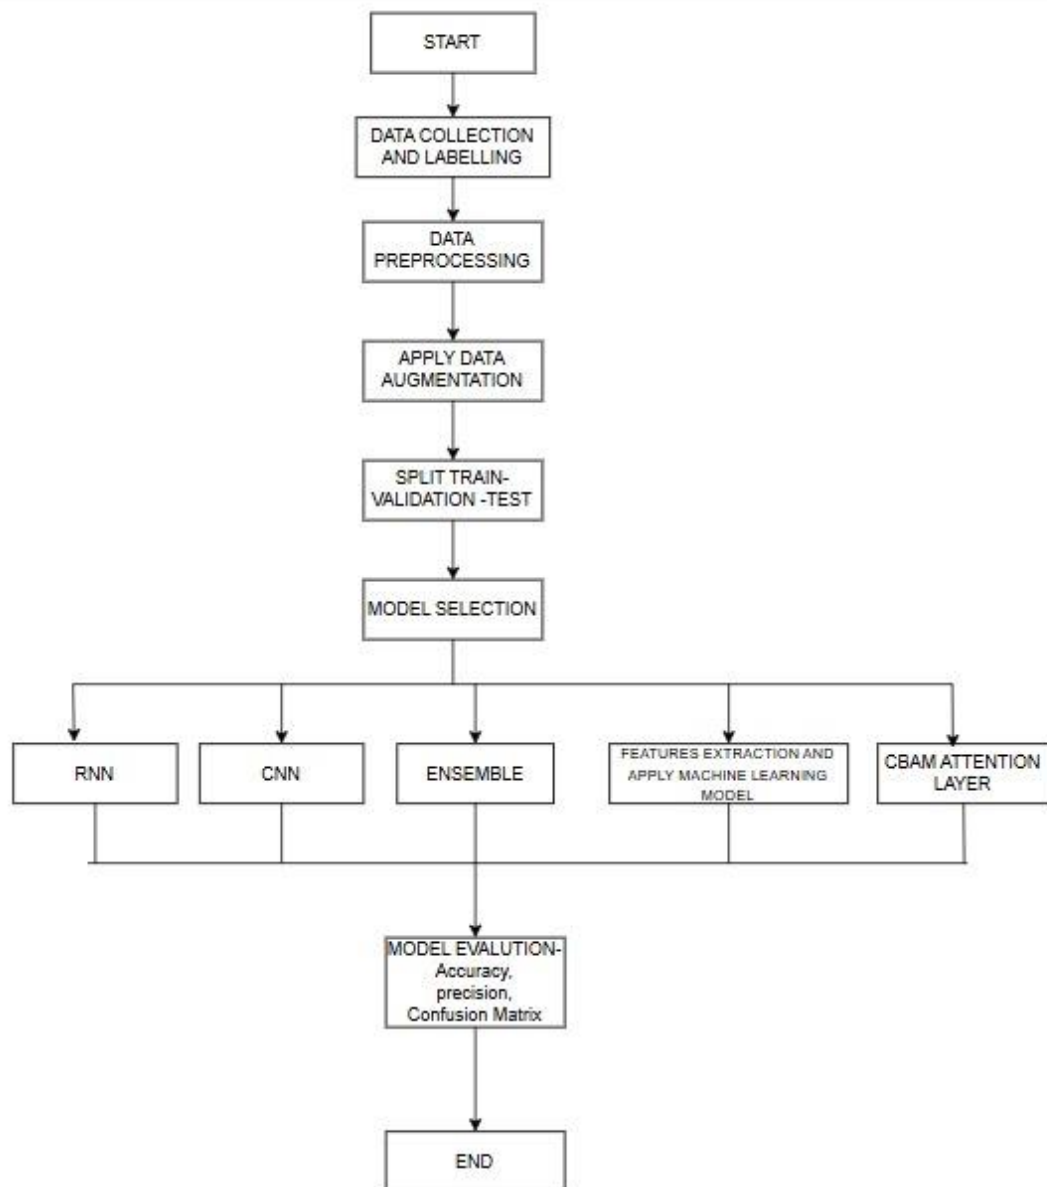 START
DATA COLLECTION
AND LABELLING
DATA
PREPROCESSING
APPLY DATA
AUGMENTATION
SPLIT TRAIN-
VALIDATION -TEST
MODEL SELECTION
RNN
CNN
ENSEMBLE
FEATURES EXTRACTION AND
APPLY MACHINE LEARNING
MODEL
CBAM ATTENTION
LAYER
MODEL EVALUTION-
Accuracy,
precision,
Confusion Matrix
END